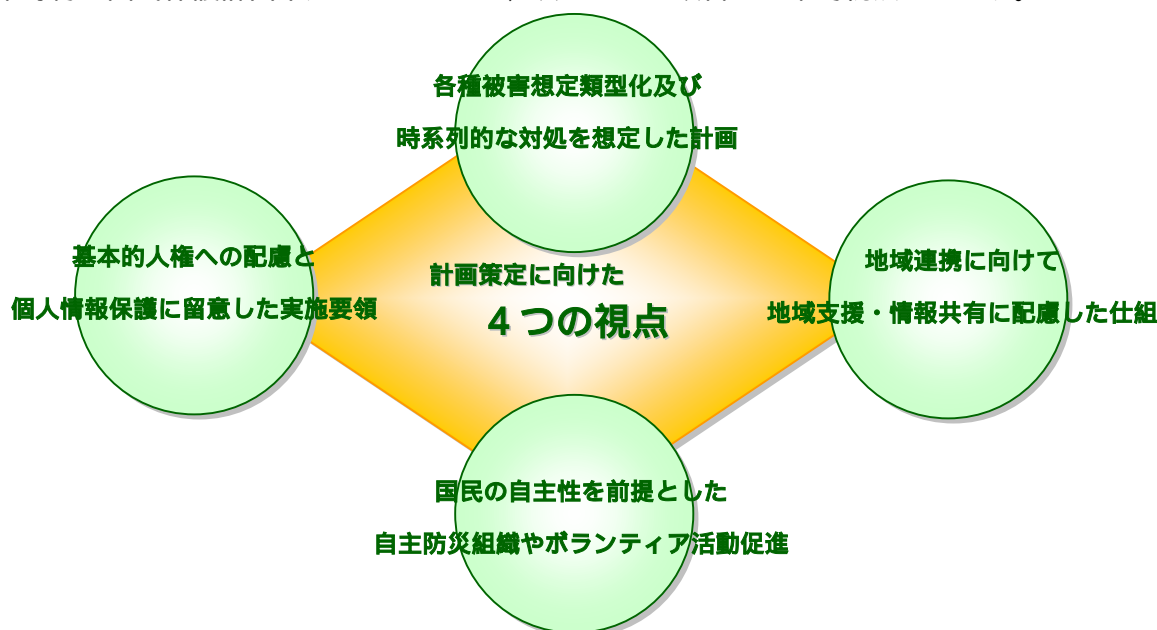 各種被害想定類型化及び
時系列的な対処を想定した計画
基本的人権への配慮と
個人情報保護に留意した実施要領
計画策定に向けた
４つの視点
地域連携に向けて
地域支援・情報共有に配慮した仕組
国民の自主性を前提とした
自主防災組織やボランティア活動促進